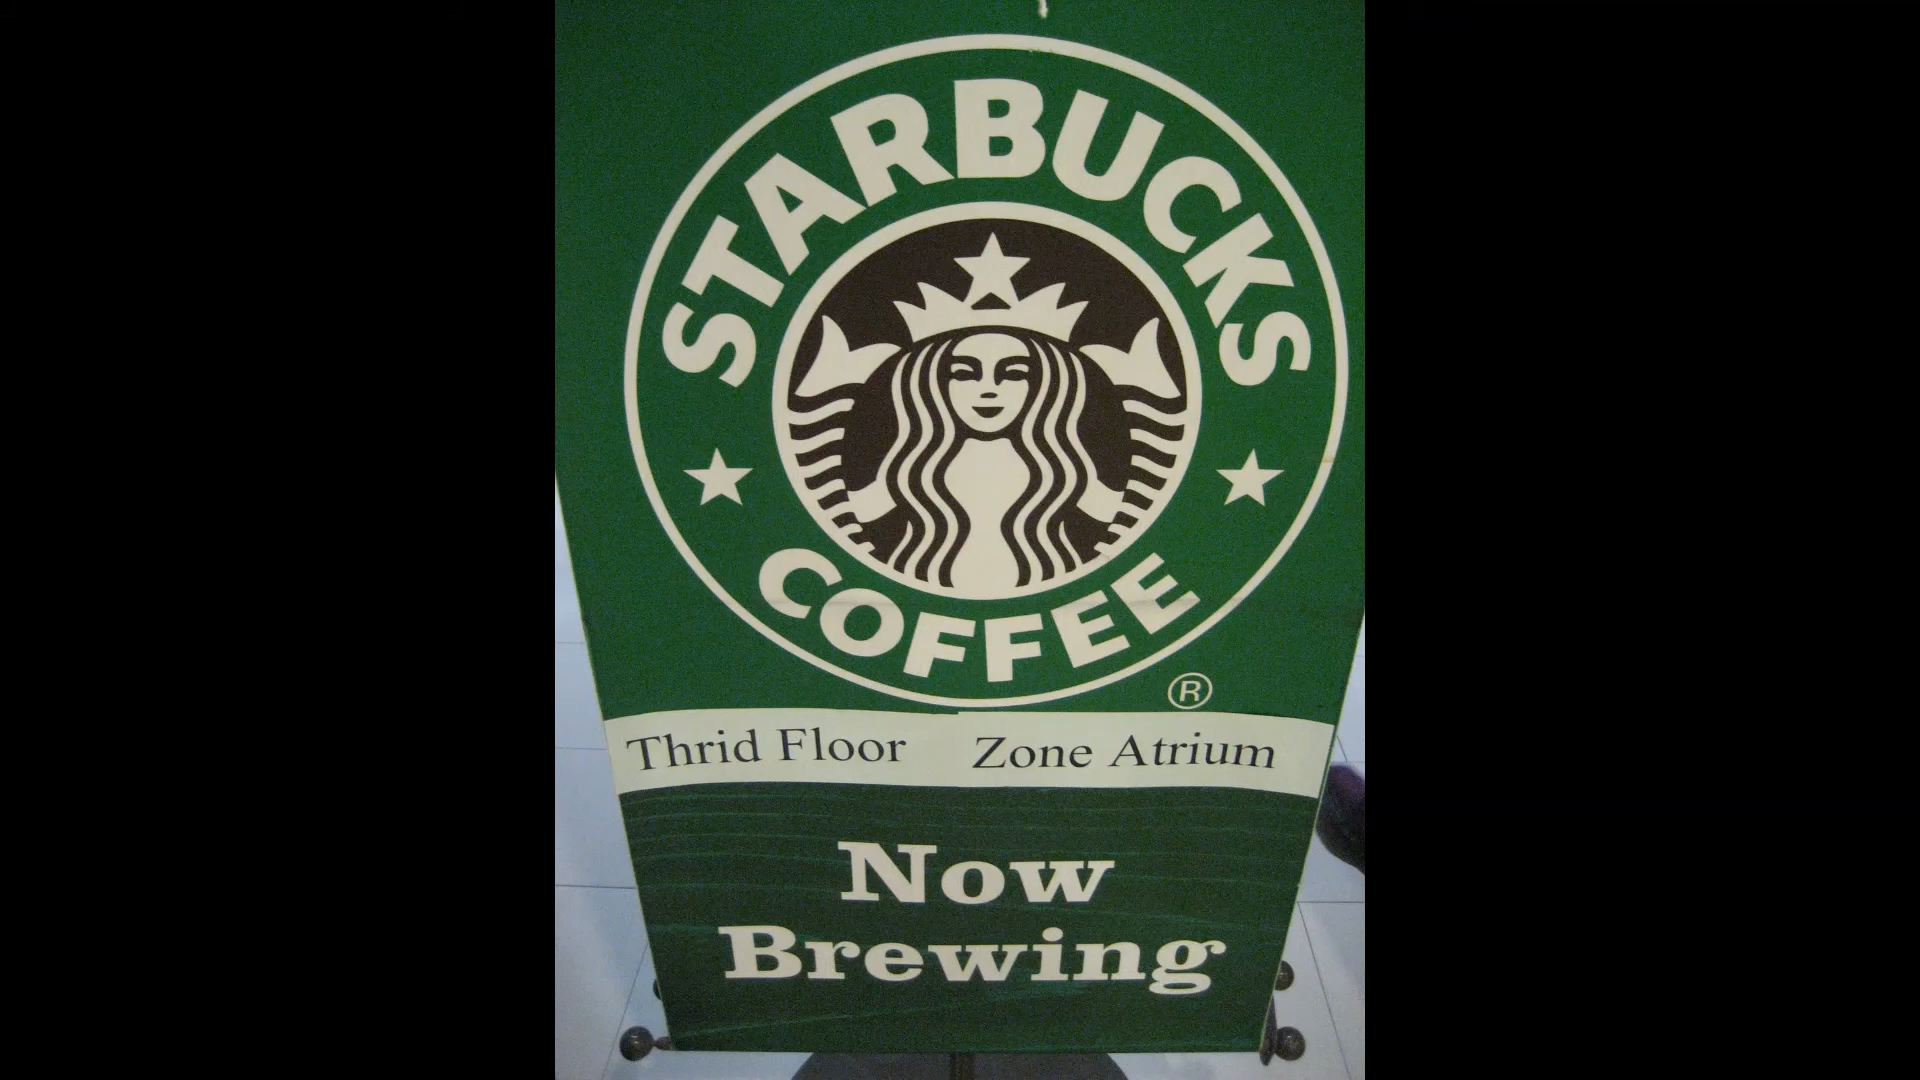 STARBUCKS
COFFEE
®
Thrid Floor Zone Atrium
Now
Brewing